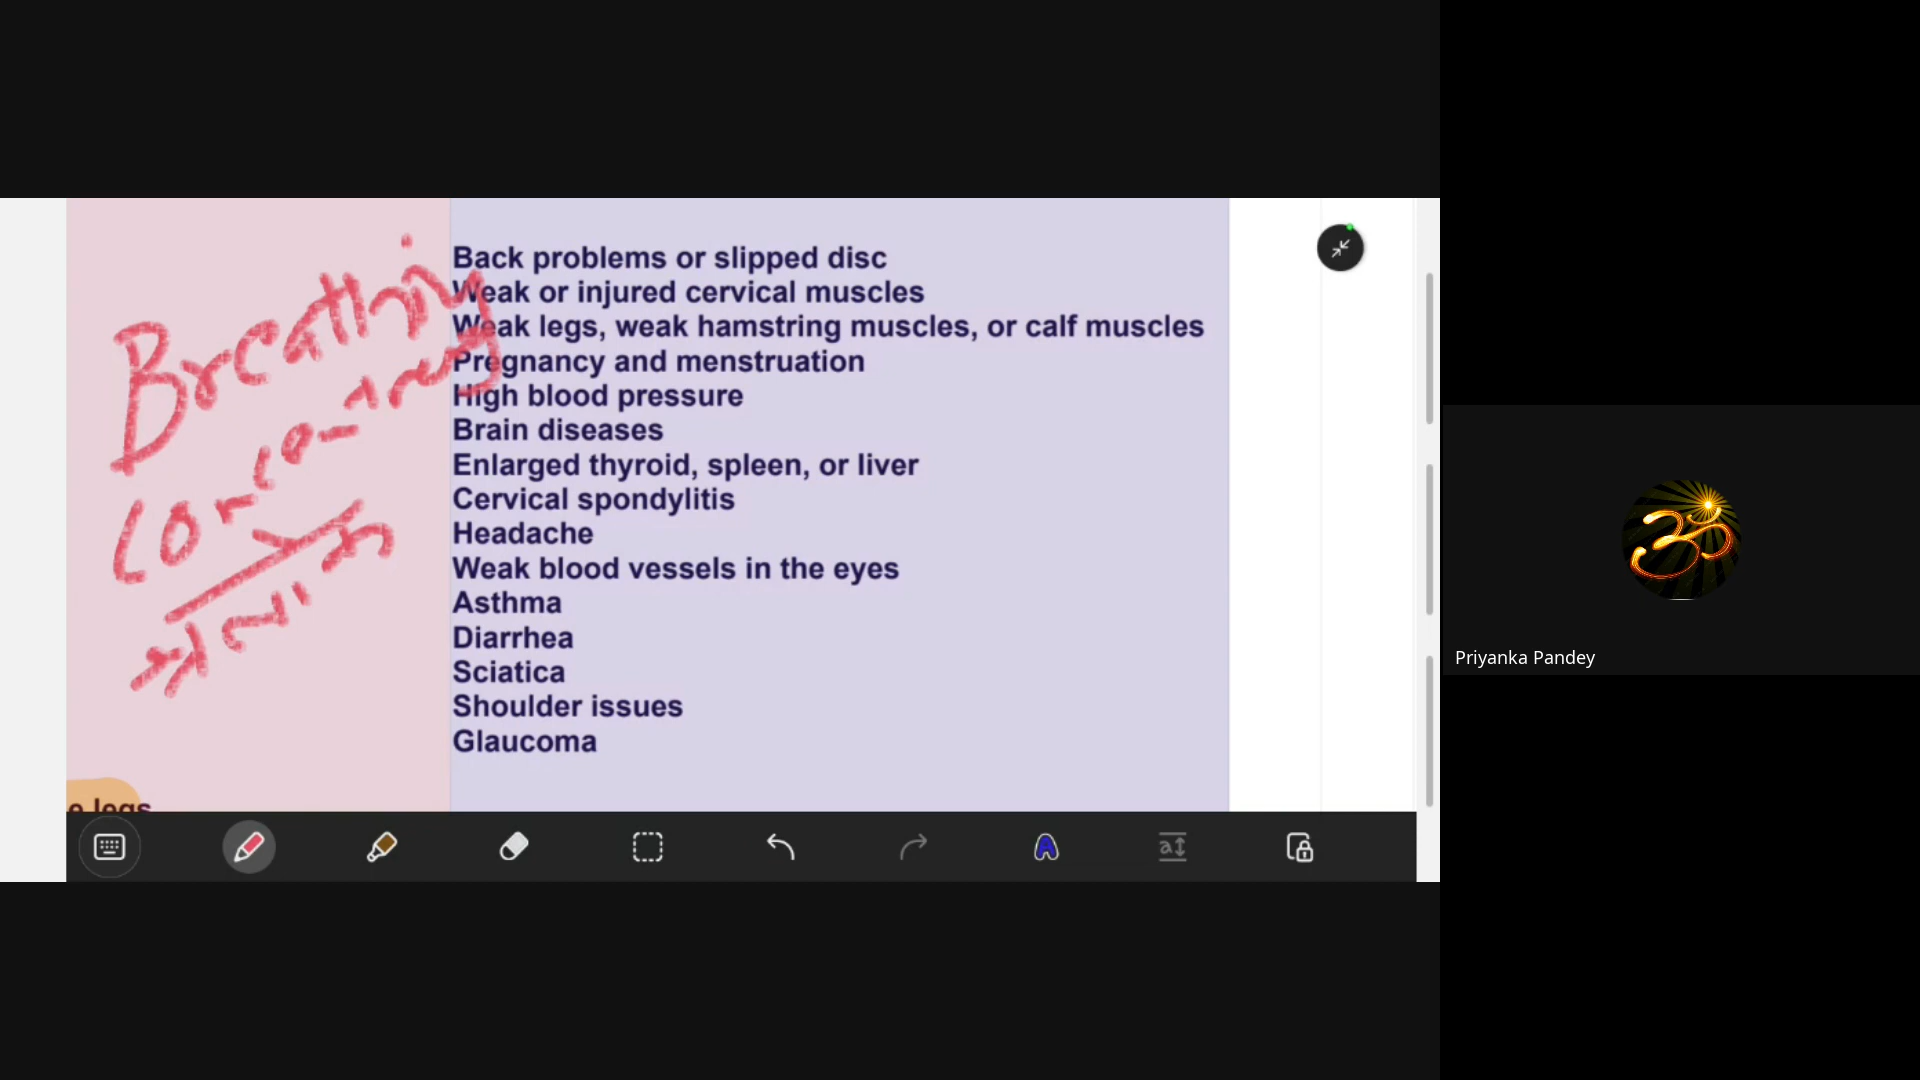 Breathing
Back problems or slipped disc
Weak or injured cervical muscles
Weak legs, weak hamstring muscles, or calf muscles
Pregnancy and menstruation
High blood pressure
Brain diseases
Enlarged thyroid, spleen, or liver
Cervical spondylitis
Headache
Weak blood vessels in the eyes
Asthma
Diarrhea
Sciatica
Shoulder issues
Glaucoma
e legs
Priyanka Pandey